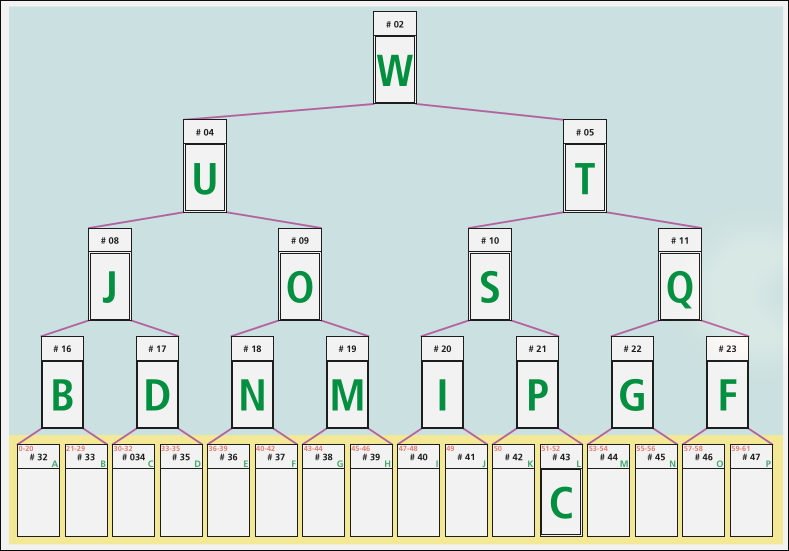 # 02
W
# 04 # 05
U T
# 08 # 09 # 10 # 11
J O S Q
# 16 # 17 # 18 # 19 # 20 # 21 # 22 # 23
B D N M I P G F
0-20 21-29 30-32 33-35 36-39 40-42 43-44 45-46 47-48 49 50 51-52 53-54 55-56 57-58 59-61
# 32 # 33 # 034 # 35 # 36 # 37 # 38 # 39 # 40 # 41 # 42 # 43 # 44 # 45 # 46 # 47
A B C D E F G H I J K L M N O P
C